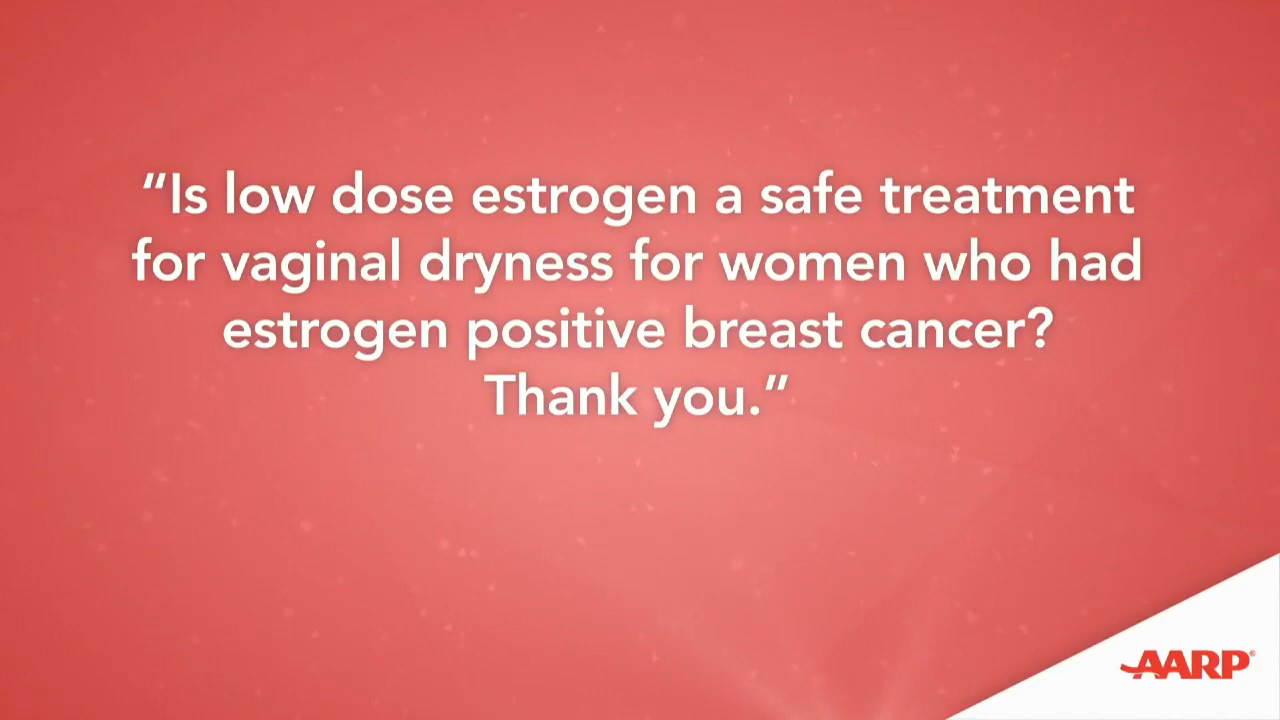 “Is low dose estrogen a safe treatment
for vaginal dryness for women who had
estrogen positive breast cancer?
Thank you.”
AARP®